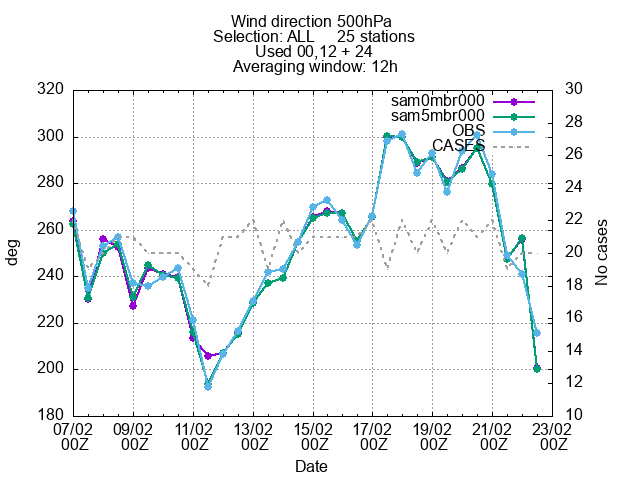 Wind direction 500hPa
Selection: ALL 25 stations
Used 00,12 + 24
Averaging window: 12h
sam0mbr000
sam5mbr000
OBS
CASES
320
300
280
260
240
220
200
180
deg
30
28
26
24
22
20
18
16
14
12
10
No cases
07/02 09/02 11/02 13/02 15/02 17/02 19/02 21/02 23/02
00Z 00Z 00Z 00Z 00Z 00Z 00Z 00Z 00Z
Date